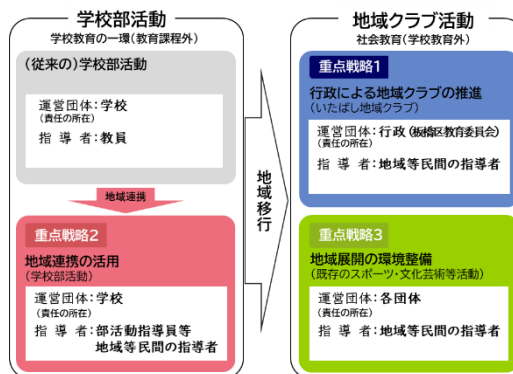 学校部活動
学校教育の一環(教育課程外)
(従来の)学校部活動
運営団体:学校
(責任の所在)
指導者:教員
地域連携
重点戦略2
地域連携の活用
(学校部活動)
運営団体:学校
(責任の所在)
指導者:部活動指導員等
地域等民間の指導者
地域移行
地域クラブ活動
社会教育(学校教育外)
重点戦略1
行政による地域クラブの推進
(いたばし地域クラブ)
運営団体:行政(板橋区教育委員会)
(責任の所在)
指導者:地域等民間の指導者
重点戦略3
地域展開の環境整備
(既存のスポーツ・文化芸術等活動)
運営団体:各団体
(責任の所在)
指導者:地域等民間の指導者